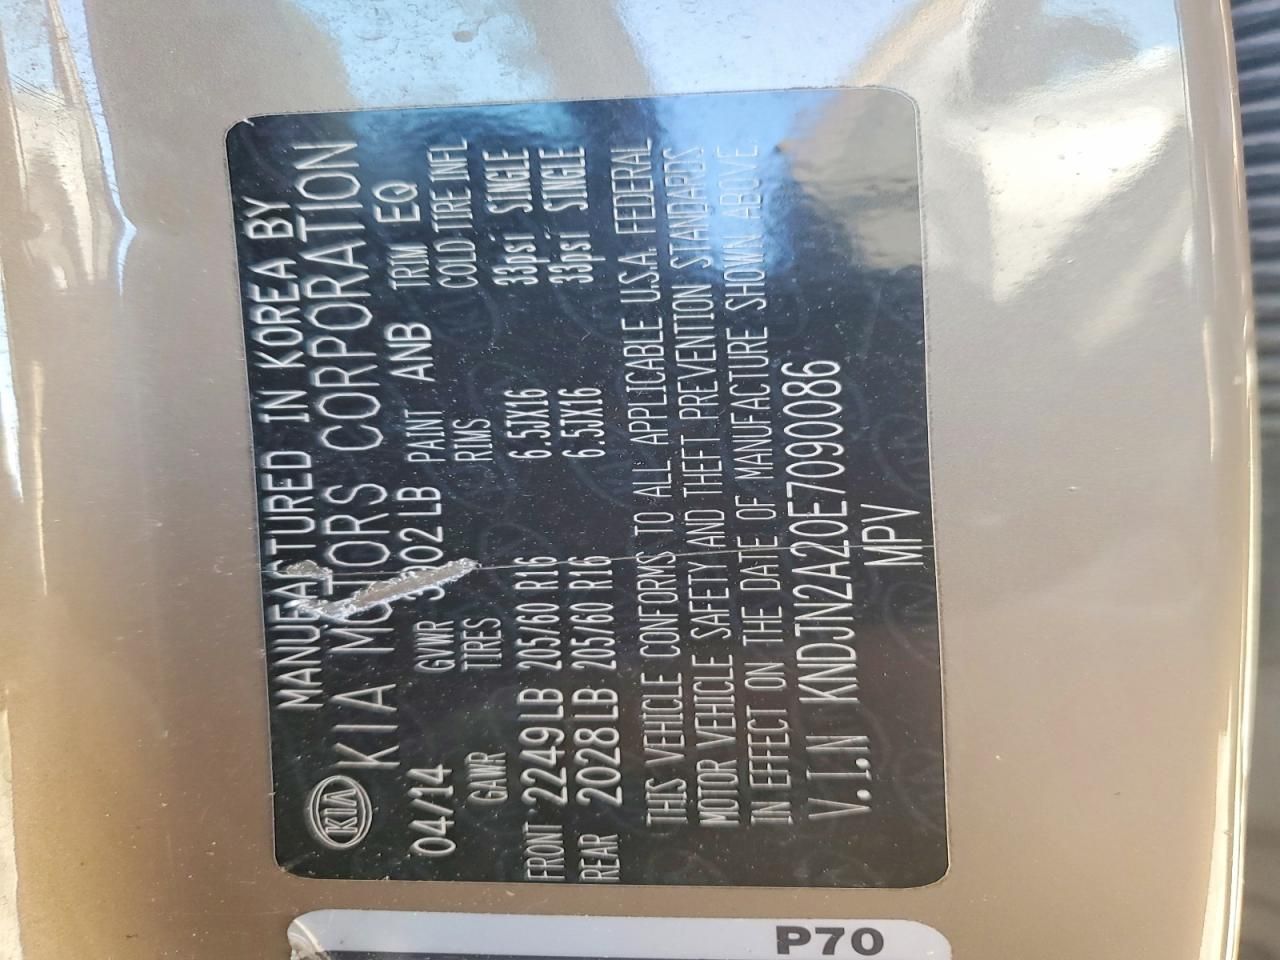 MANUFACTURED IN KOREA BY
KIA KIA MOTORS CORPORATION
04/14 GVWR 3902LB PAINT ANB TRIM EQ
GAWR TIRES RIMS COLD TIRE INFL
FRONT 2249LB 205/60 R16 6.5JX16 33psi SINGLE
REAR 2028LB 205/60 R16 6.5JX16 33psi SINGLE
THIS VEHICLE CONFORMS TO ALL APPLICABLE U.S.A. FEDERAL
MOTOR VEHICLE SAFETY AND THEFT PREVENTION STANDARDS
IN EFFECT ON THE DATE OF MANUFACTURE SHOWN ABOVE.
V.I.N KNDJN2A20E7090086
MPV
P70